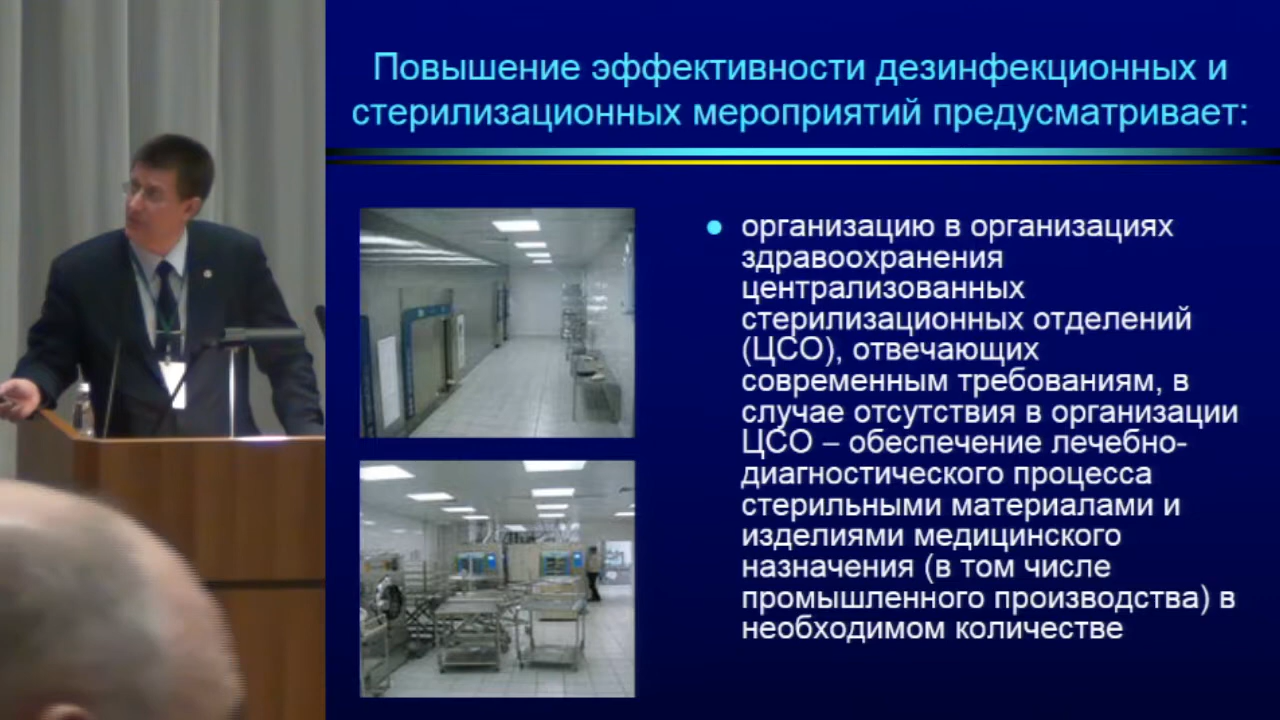 Повышение эффективности дезинфекционных и
стерилизационных мероприятий предусматривает:
организацию в организациях
здравоохранения
централизованных
стерилизационных отделений
(ЦСО), отвечающих
современным требованиям, в
случае отсутствия в организации
ЦСО – обеспечение лечебно-
диагностического процесса
стерильными материалами и
изделиями медицинского
назначения (в том числе
промышленного производства) в
необходимом количестве